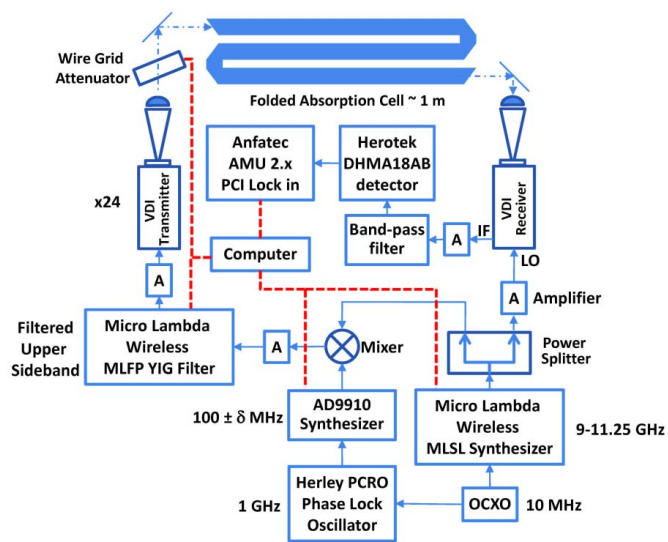 Wire Grid
Attenuator
Folded Absorption Cell ~ 1 m
x24
VDI
Transmitter
Anfatec
AMU 2.x
PCI Lock in
Herotek
DHMA18AB
detector
VDI
Receiver
Band-pass
filter
A
IF
LO
Computer
A
A
Amplifier
Filtered
Upper
Sideband
Micro Lambda
Wireless
MLFP YIG Filter
A
Mixer
Power
Splitter
100 ± δ MHz
AD9910
Synthesizer
Micro Lambda
Wireless
MLSL Synthesizer
9-11.25 GHz
1 GHz
Herley PCRO
Phase Lock
Oscillator
OCXO
10 MHz